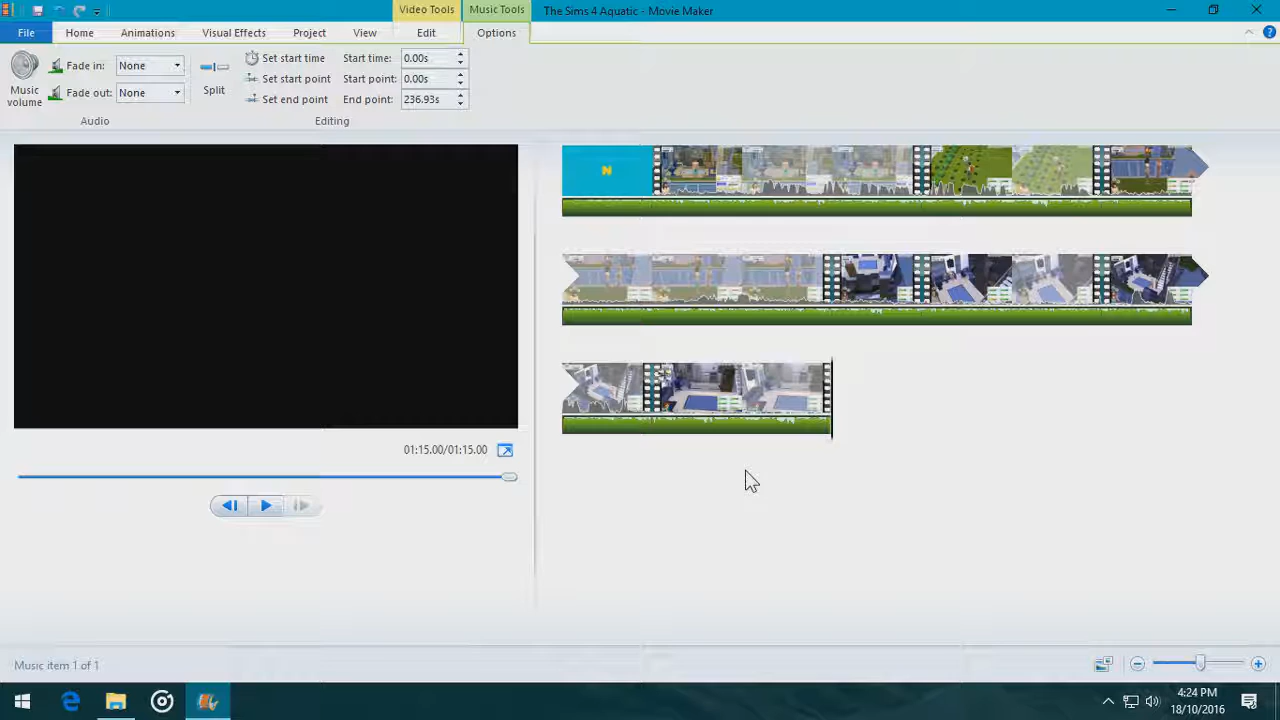 Video Tools
Music Tools
The Sims 4 Aquatic - Movie Maker
File
Home
Animations
Visual Effects
Project
View
Edit
Options
Music volume
Fade in:
None
Fade out:
None
Audio
Split
Set start time
Start time:
0.00s
Set start point
Start point:
0.00s
Set end point
End point:
236.93s
Editing
N
01:15.00/01:15.00
Music item 1 of 1
4:24 PM
18/10/2016